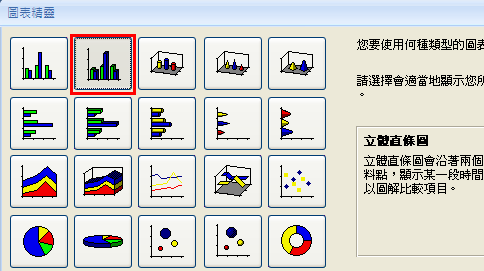 圖表精靈
您要使用何種類型的圖表
請選擇會適當地顯示您所
。
立體直條圖
立體直條圖會沿著兩個
料點，顯示某一段時間
以圖解比較項目。